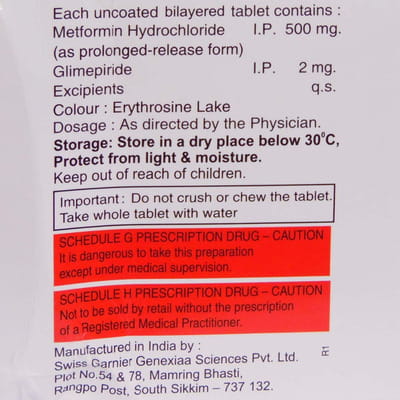 Each uncoated bilayered tablet contains :
Metformin Hydrochloride I.P. 500 mg.
(as prolonged-release form)
Glimepiride I.P. 2 mg.
Excipients q.s.
Colour : Erythrosine Lake
Dosage : As directed by the Physician.
Storage: Store in a dry place below 30°C,
Protect from light & moisture.
Keep out of reach of children.
Important : Do not crush or chew the tablet.
Take whole tablet with water
SCHEDULE G PRESCRIPTION DRUG – CAUTION
It is dangerous to take this preparation
except under medical supervision.
SCHEDULE H PRESCRIPTION DRUG – CAUTION
Not to be sold by retail without the prescription
of a Registered Medical Practitioner.
Manufactured in India by :
Swiss Garnier Genexiaa Sciences Pvt. Ltd.
Plot No.54 & 78, Mamring Bhasti,
Rangpo Post, South Sikkim – 737 132.
R1